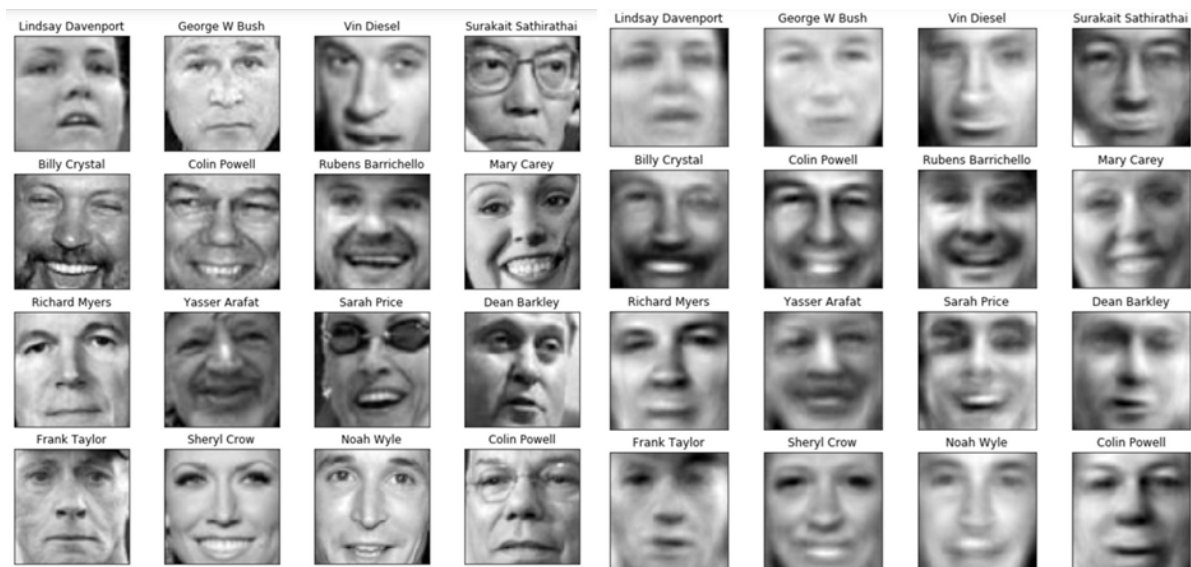 Lindsay Davenport George W Bush Vin Diesel Surakait Sathirathai
Billy Crystal Colin Powell Rubens Barrichello Mary Carey
Richard Myers Yasser Arafat Sarah Price Dean Barkley
Frank Taylor Sheryl Crow Noah Wyle Colin Powell
Lindsay Davenport George W Bush Vin Diesel Surakait Sathirathai
Billy Crystal Colin Powell Rubens Barrichello Mary Carey
Richard Myers Yasser Arafat Sarah Price Dean Barkley
Frank Taylor Sheryl Crow Noah Wyle Colin Powell